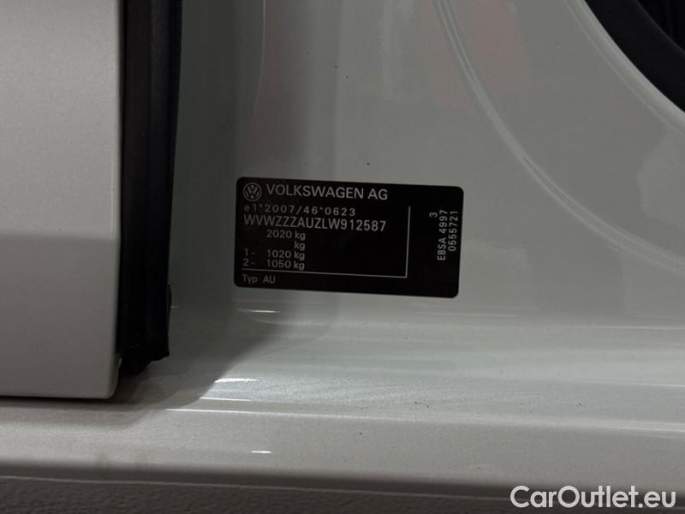 VOLKSWAGEN AG
e1*2007/46*0623
WVWZZZAUZLW912587
2020 kg
kg
1- 1020 kg
2- 1050 kg
Typ AU
3
EBSA 4997
0555721
CarOutlet.eu